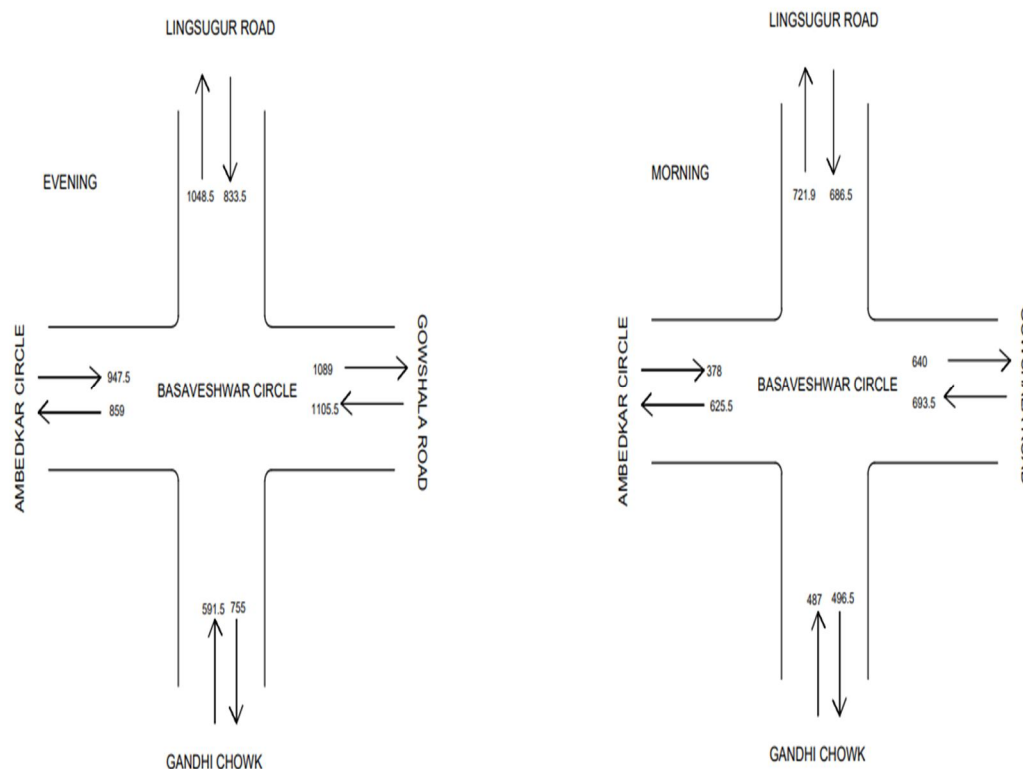 LINGSUGUR ROAD
EVENING
1048.5 833.5
AMBEDKAR CIRCLE
947.5
859
BASAVESHWAR CIRCLE
1089
1105.5
GOWSHALA ROAD
591.5 755
GANDHI CHOWK
LINGSUGUR ROAD
MORNING
721.9 686.5
AMBEDKAR CIRCLE
378
625.5
BASAVESHWAR CIRCLE
640
693.5
487 496.5
GANDHI CHOWK